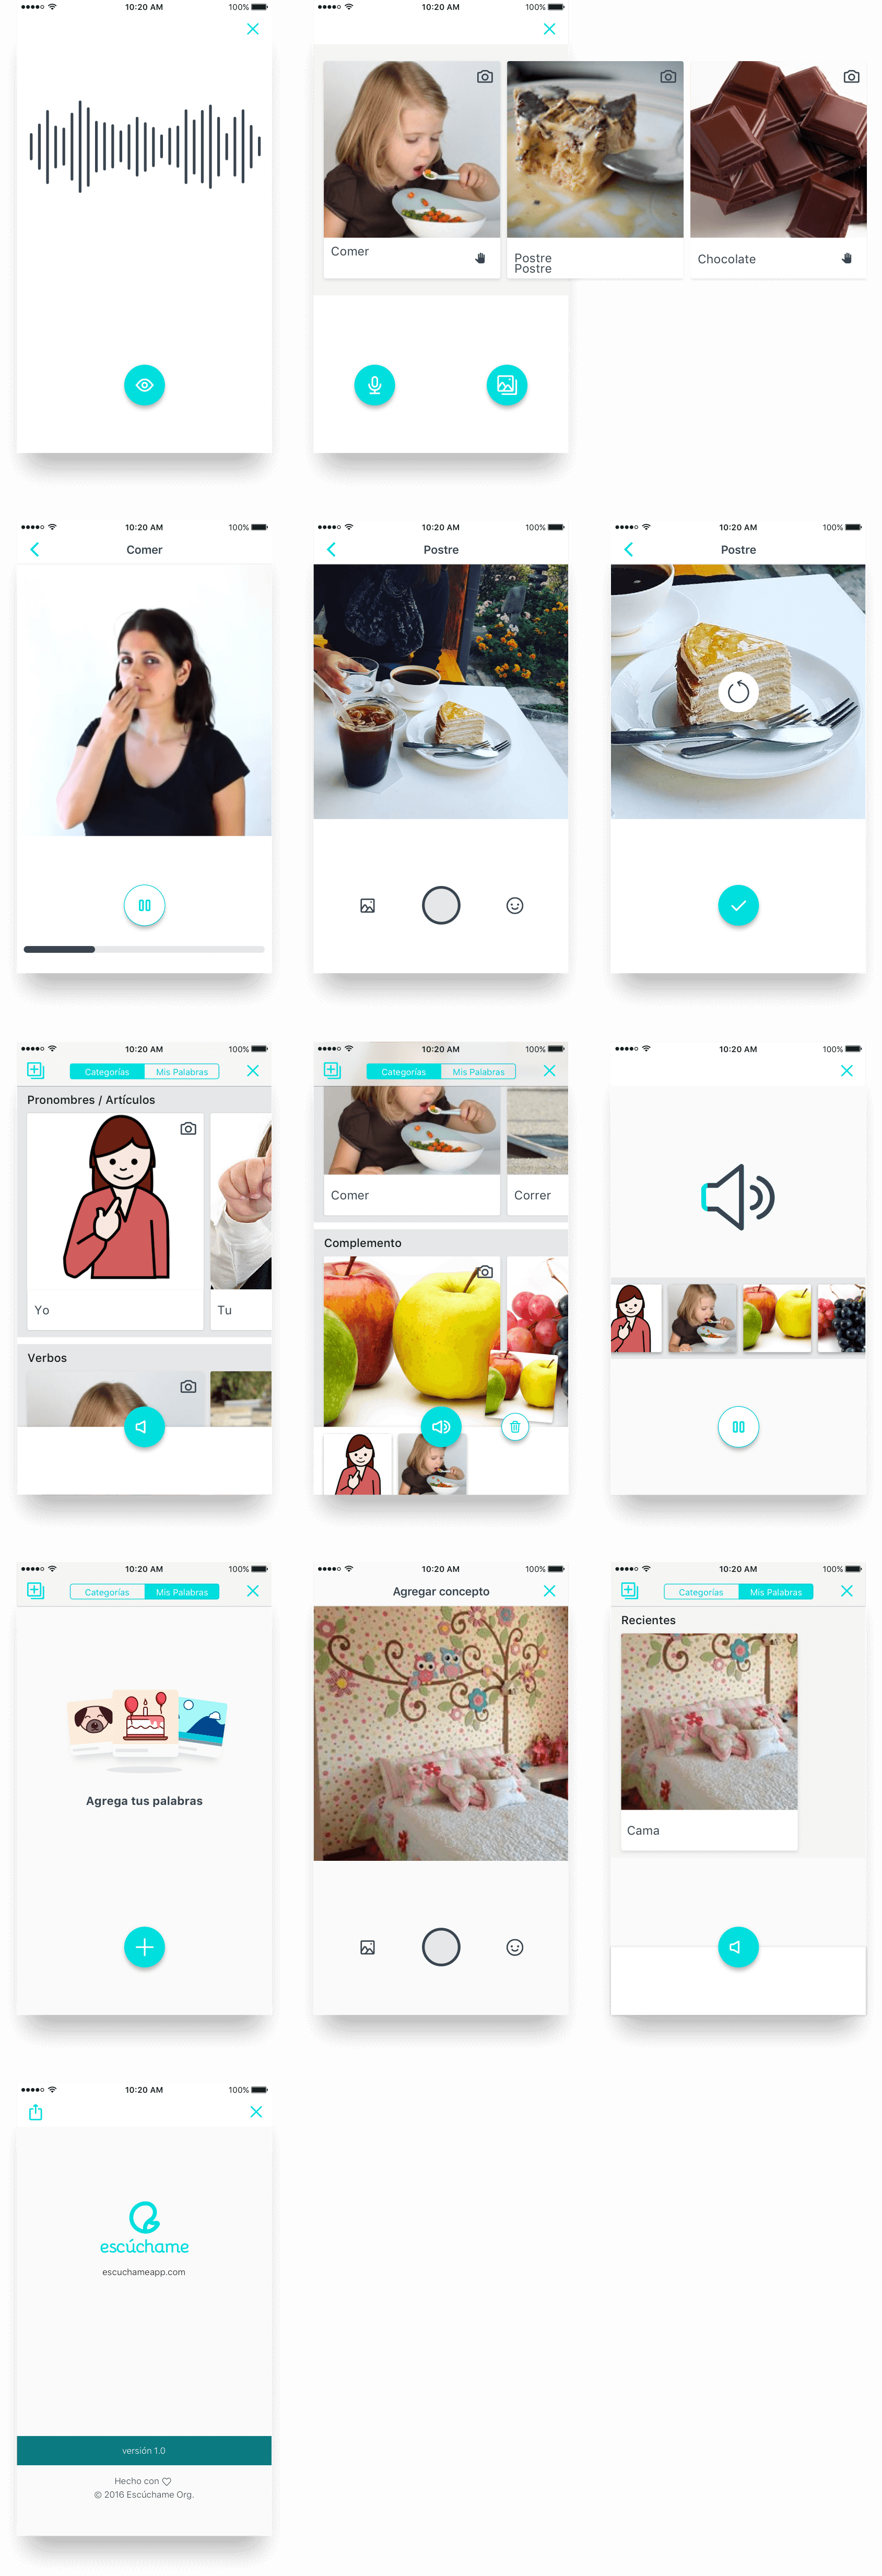 10:20 AM 100%
10:20 AM 100%
Comer
Postre
Postre
Chocolate
10:20 AM 100%
Comer
10:20 AM 100%
Postre
10:20 AM 100%
Postre
10:20 AM 100%
Categorías Mis Palabras
Pronombres / Artículos
Yo
Tu
Verbos
10:20 AM 100%
Categorías Mis Palabras
Comer
Correr
Complemento
10:20 AM 100%
10:20 AM 100%
Categorías Mis Palabras
Agrega tus palabras
10:20 AM 100%
Agregar concepto
10:20 AM 100%
Categorías Mis Palabras
Recientes
Cama
10:20 AM 100%
escúchame
escuchameapp.com
versión 1.0
Hecho con
© 2016 Escúchame Org.